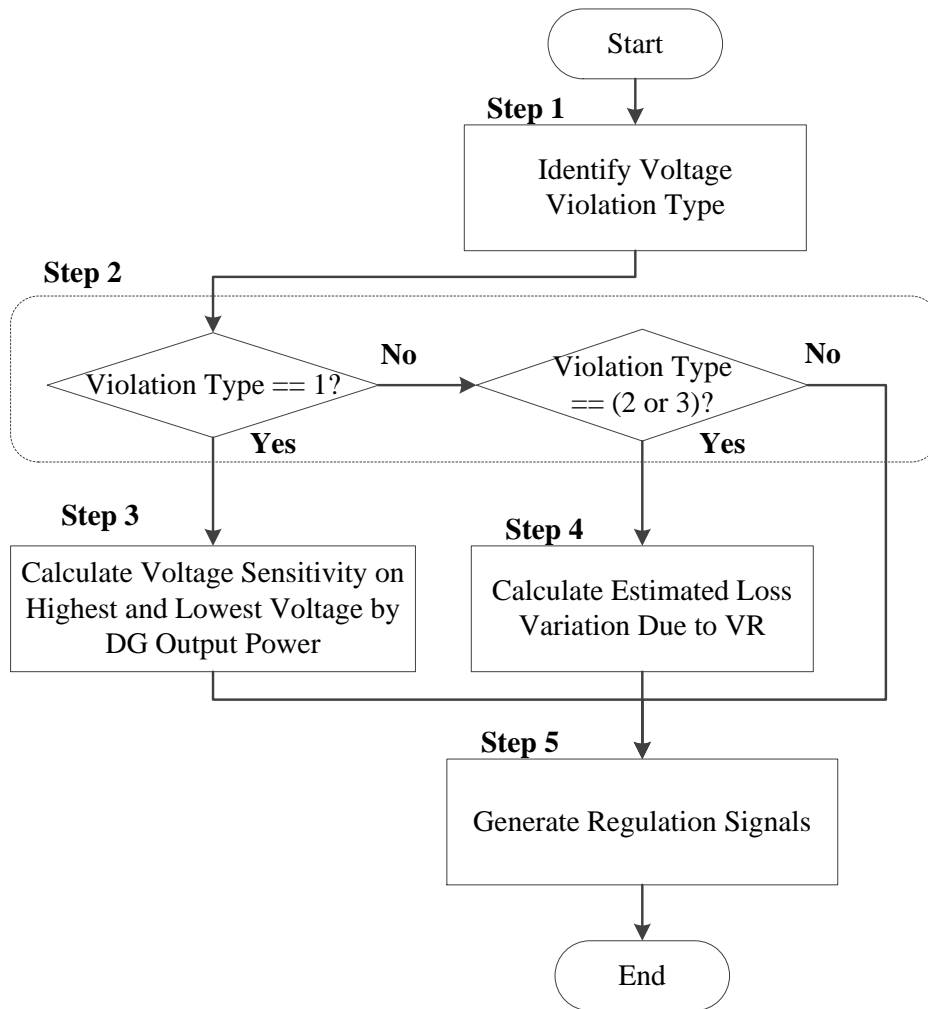 Start
Step 1
Identify Voltage
Violation Type
Step 2
Violation Type == 1?
No
Violation Type
== (2 or 3)?
No
Yes
Yes
Step 3
Calculate Voltage Sensitivity on
Highest and Lowest Voltage by
DG Output Power
Step 4
Calculate Estimated Loss
Variation Due to VR
Step 5
Generate Regulation Signals
End